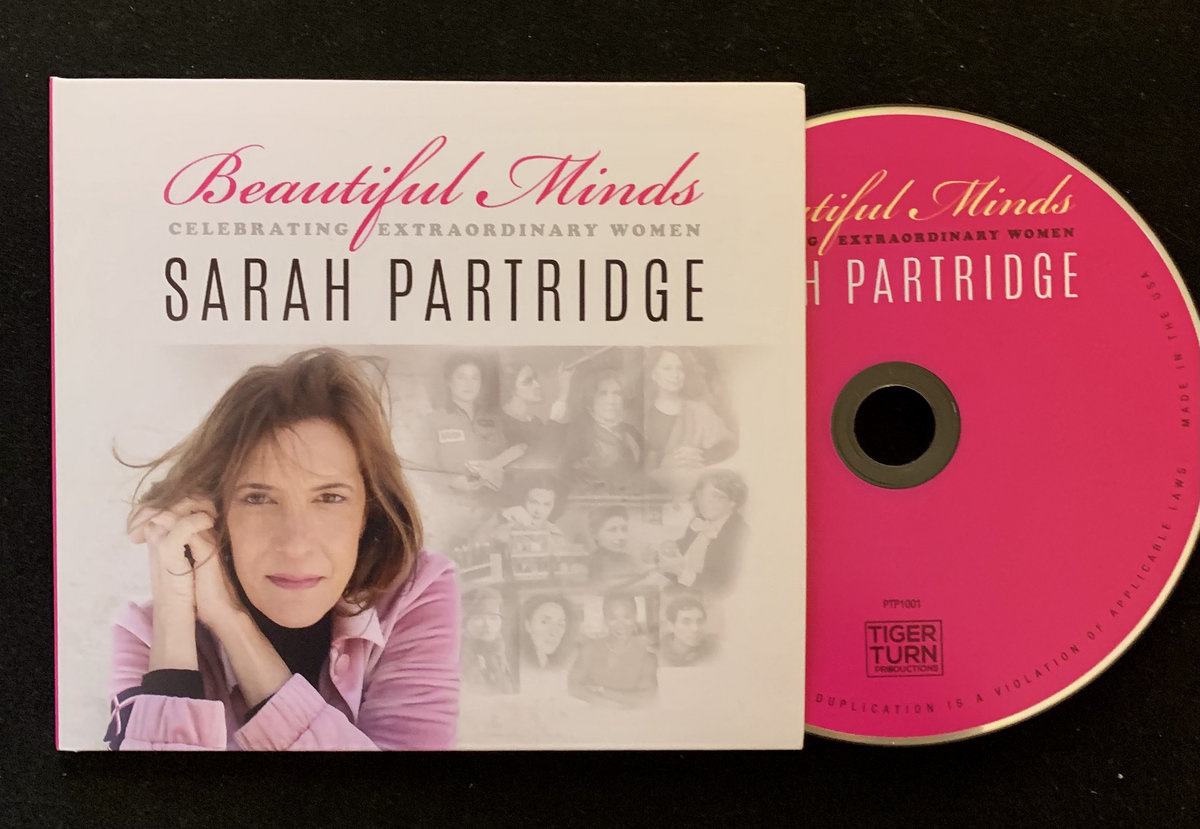 Beautiful Minds
CELEBRATING EXTRAORDINARY WOMEN
SARAH PARTRIDGE
tiful Minds
G EXTRAORDINARY WOMEN
H PARTRIDGE
PTP1001
TIGER
TURN
PRODUCTIONS
DUPLICATION IS A VIOLATION OF APPLICABLE LAWS. MADE IN THE USA